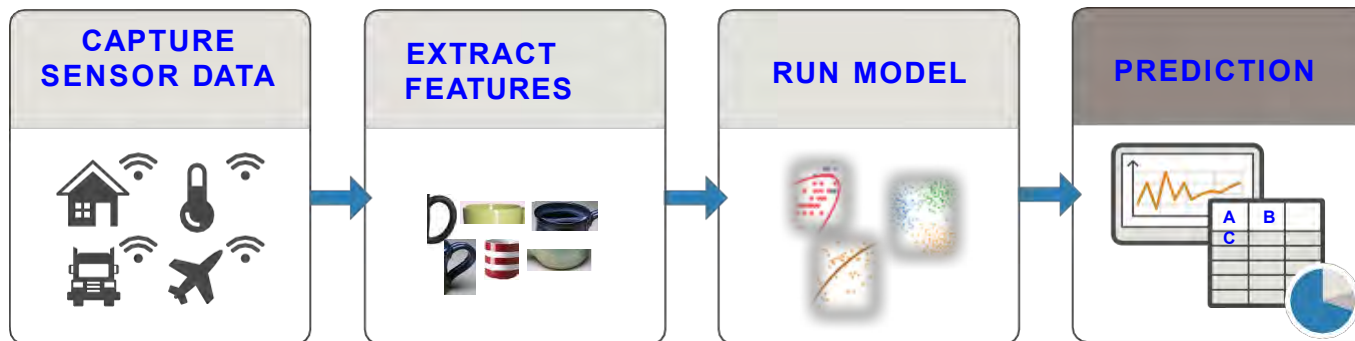 CAPTURE
SENSOR DATA
EXTRACT
FEATURES
RUN MODEL
PREDICTION
A B
C